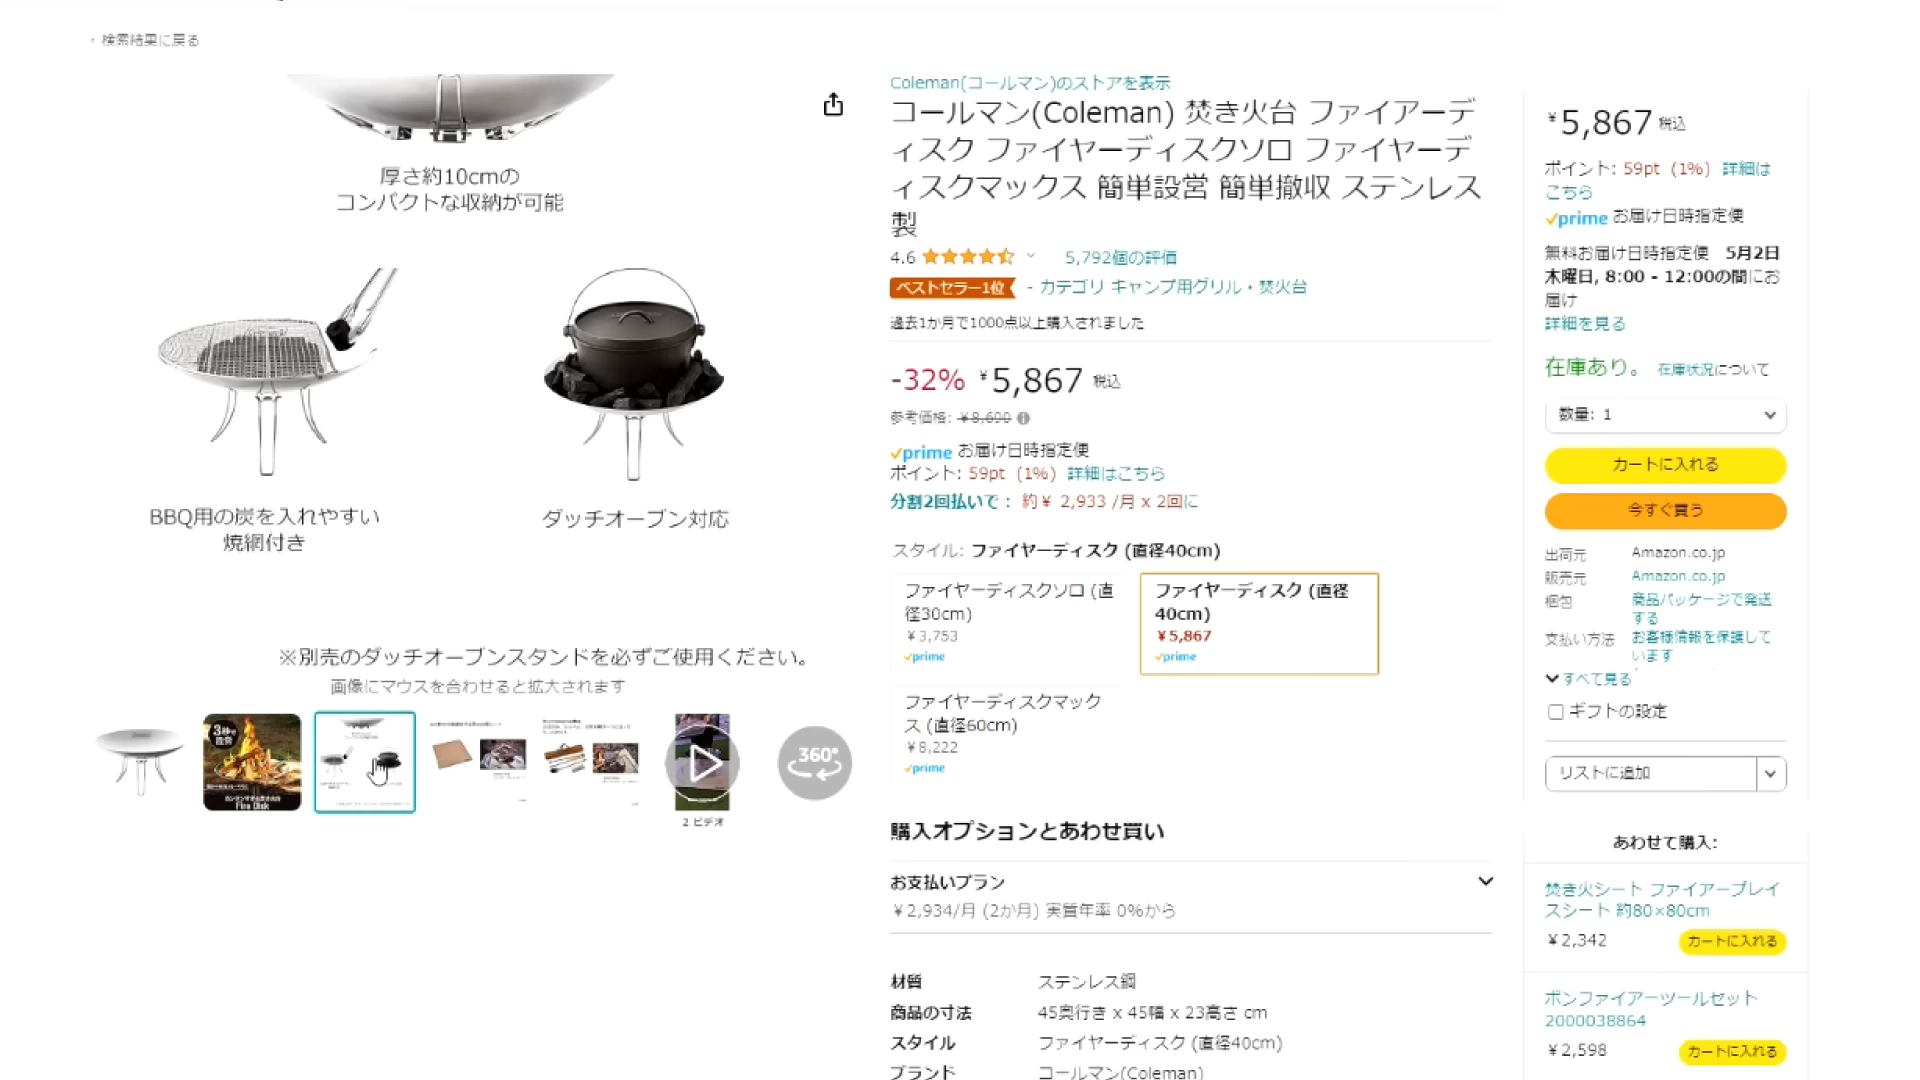 ‹ 検索結果に戻る
厚さ約10cmの
コンパクトな収納が可能
BBQ用の炭を入れやすい
焼網付き
ダッチオーブン対応
※別売のダッチオーブンスタンドを必ずご使用ください。
画像にマウスを合わせると拡大されます
3秒で
設営
Fire Disk
2 ビデオ
360°
Coleman(コールマン)のストアを表示
コールマン(Coleman) 焚き火台 ファイアーデ
ィスク ファイヤーディスクソロ ファイヤーデ
ィスクマックス 簡単設営 簡単撤収 ステンレス
製
4.6
5,792個の評価
ベストセラー1位 - カテゴリ キャンプ用グリル・焚火台
過去1か月で1000点以上購入されました
-32% ¥5,867 税込
参考価格: ¥8,600
prime お届け日時指定便
ポイント: 59pt (1%) 詳細はこちら
分割2回払いで： 約¥ 2,933 /月 x 2回に
スタイル: ファイヤーディスク (直径40cm)
ファイヤーディスクソロ (直
径30cm)
¥3,753
prime
ファイヤーディスク (直径
40cm)
¥5,867
prime
ファイヤーディスクマック
ス (直径60cm)
¥8,222
prime
購入オプションとあわせ買い
お支払いプラン
¥2,934/月 (2か月) 実質年率 0%から
材質 ステンレス鋼
商品の寸法 45奥行き x 45幅 x 23高さ cm
スタイル ファイヤーディスク (直径40cm)
ブランド コールマン(Coleman)
¥5,867 税込
ポイント: 59pt (1%) 詳細は
こちら
prime お届け日時指定便
無料お届け日時指定便 5月2日
木曜日, 8:00 - 12:00の間にお
届け
詳細を見る
在庫あり。 在庫状況について
数量: 1
カートに入れる
今すぐ買う
出荷元 Amazon.co.jp
販売元 Amazon.co.jp
梱包 商品パッケージで発送
する
支払い方法 お客様情報を保護して
います
すべて見る
ギフトの設定
リストに追加
あわせて購入:
焚き火シート ファイアープレイ
スシート 約80×80cm
¥2,342 カートに入れる
ボンファイアーツールセット
2000038864
¥2,598 カートに入れる